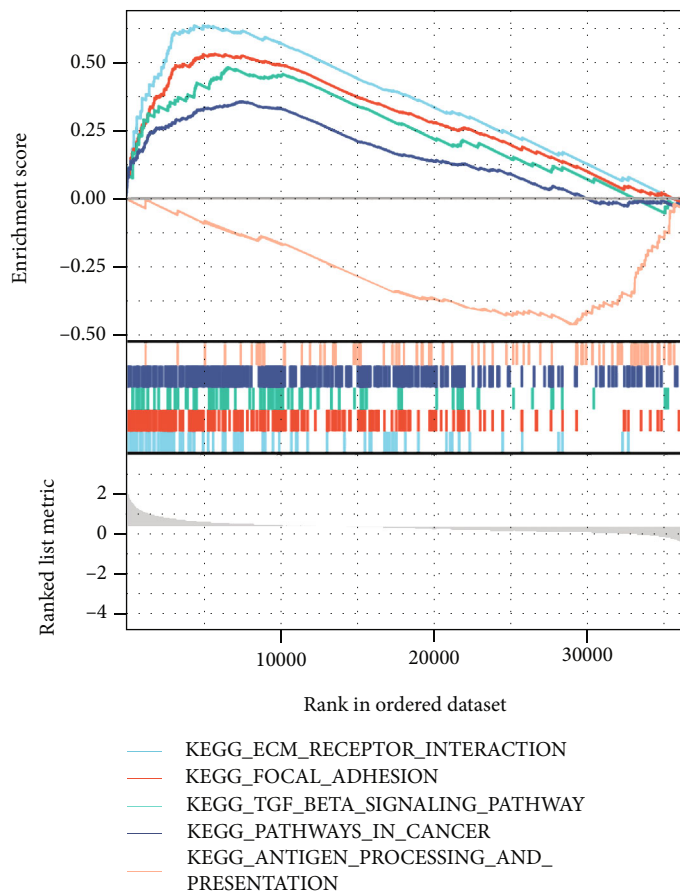 0.50
0.25
0.00
−0.25
−0.50
Enrichment score
2
0
−2
−4
Ranked list metric
10000 20000 30000
Rank in ordered dataset
KEGG_ECM_RECEPTOR_INTERACTION
KEGG_FOCAL_ADHESION
KEGG_TGF_BETA_SIGNALING_PATHWAY
KEGG_PATHWAYS_IN_CANCER
KEGG_ANTIGEN_PROCESSING_AND_
PRESENTATION